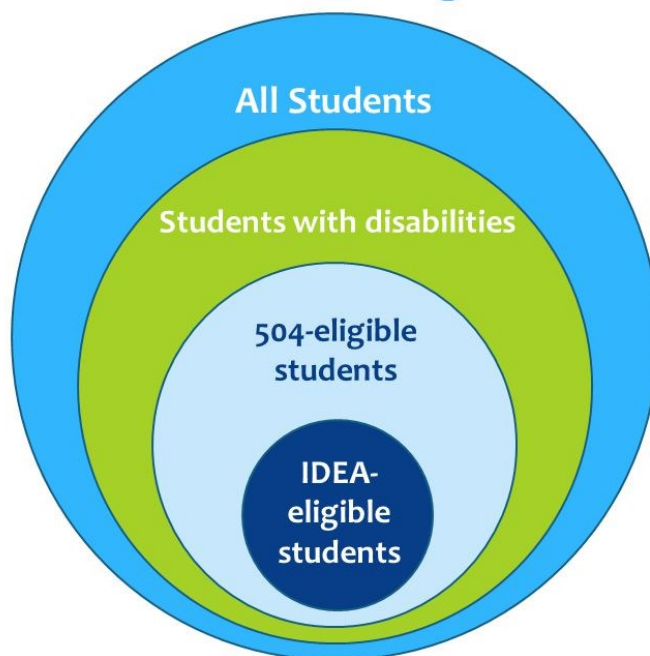 All Students
Students with disabilities
504-eligible
students
IDEA-
eligible
students